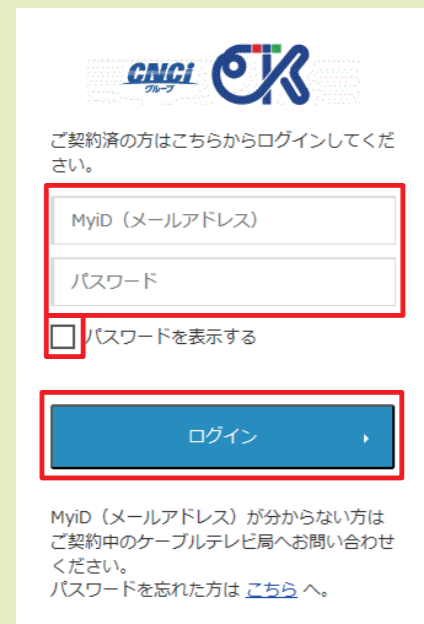 CNCi
グループ
CTK
ご契約済の方はこちらからログインしてくだ
さい。
MyiD（メールアドレス）
パスワード
パスワードを表示する
ログイン
MyiD（メールアドレス）が分からない方は
ご契約中のケーブルテレビ局へお問い合わせ
ください。
パスワードを忘れた方は こちら へ。